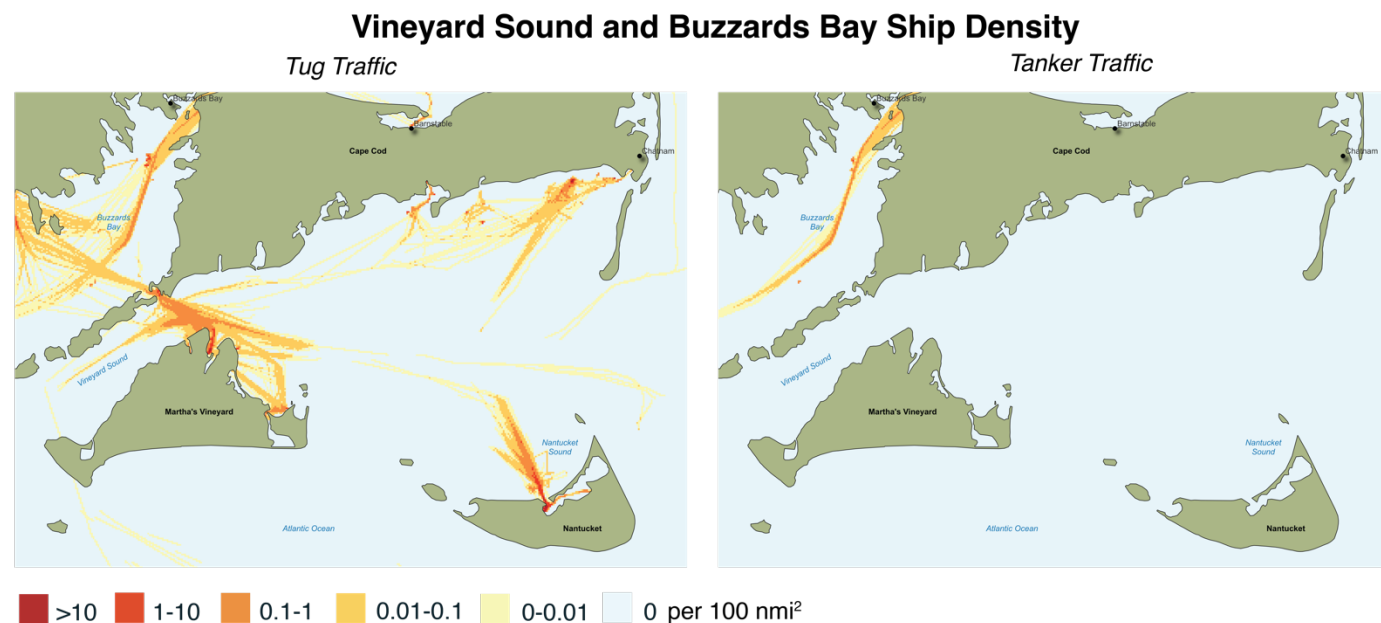 Vineyard Sound and Buzzards Bay Ship Density
Tug Traffic
Buzzards Bay
Barnstable
Cape Cod
Chatham
Buzzards
Bay
Vineyard Sound
Martha's Vineyard
Nantucket
Sound
Atlantic Ocean
Nantucket
Tanker Traffic
Buzzards Bay
Barnstable
Cape Cod
Chatham
Buzzards
Bay
Vineyard Sound
Martha's Vineyard
Nantucket
Sound
Atlantic Ocean
Nantucket
>10 1-10 0.1-1 0.01-0.1 0-0.01 0 per 100 nmi²